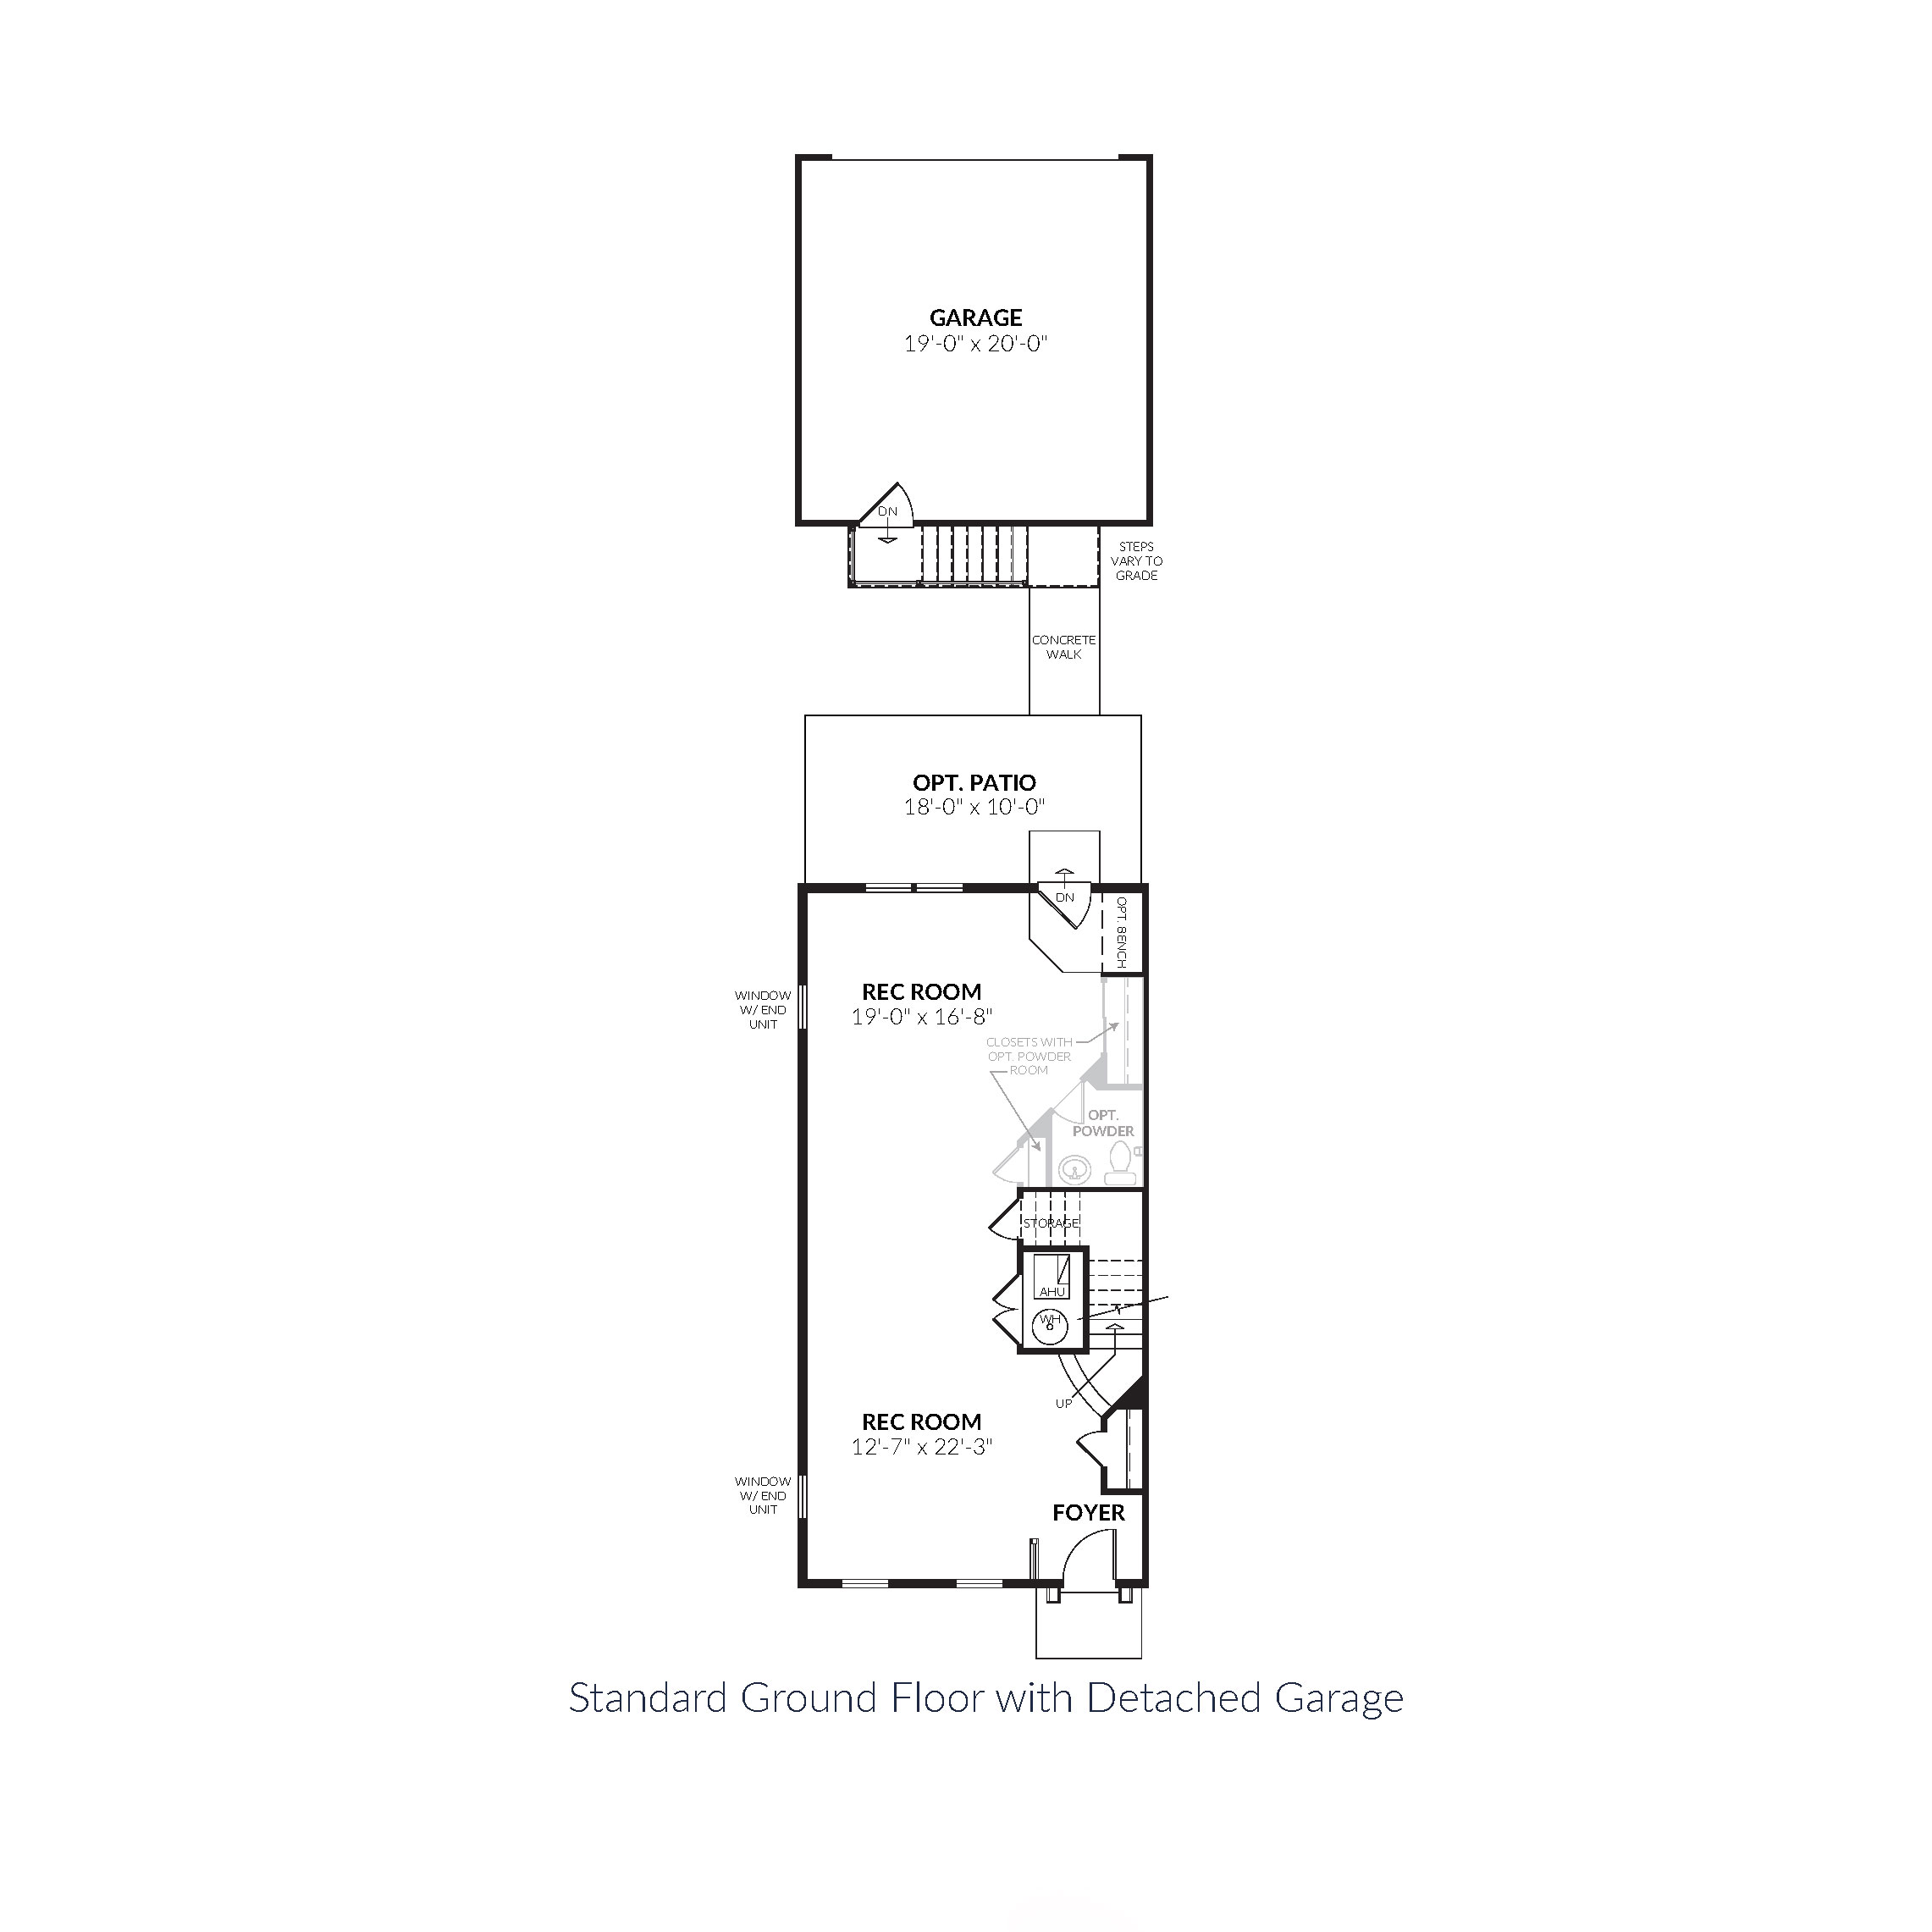 GARAGE
19'-0" x 20'-0"
DN
STEPS
VARY TO
GRADE
CONCRETE
WALK
OPT. PATIO
18'-0" x 10'-0"
DN
OPT. BENCH
REC ROOM
19'-0" x 16'-8"
WINDOW
W/ END
UNIT
CLOSETS WITH
OPT. POWDER
ROOM
OPT.
POWDER
STORAGE
AHU
WH
UP
REC ROOM
12'-7" x 22'-3"
WINDOW
W/ END
UNIT
FOYER
Standard Ground Floor with Detached Garage